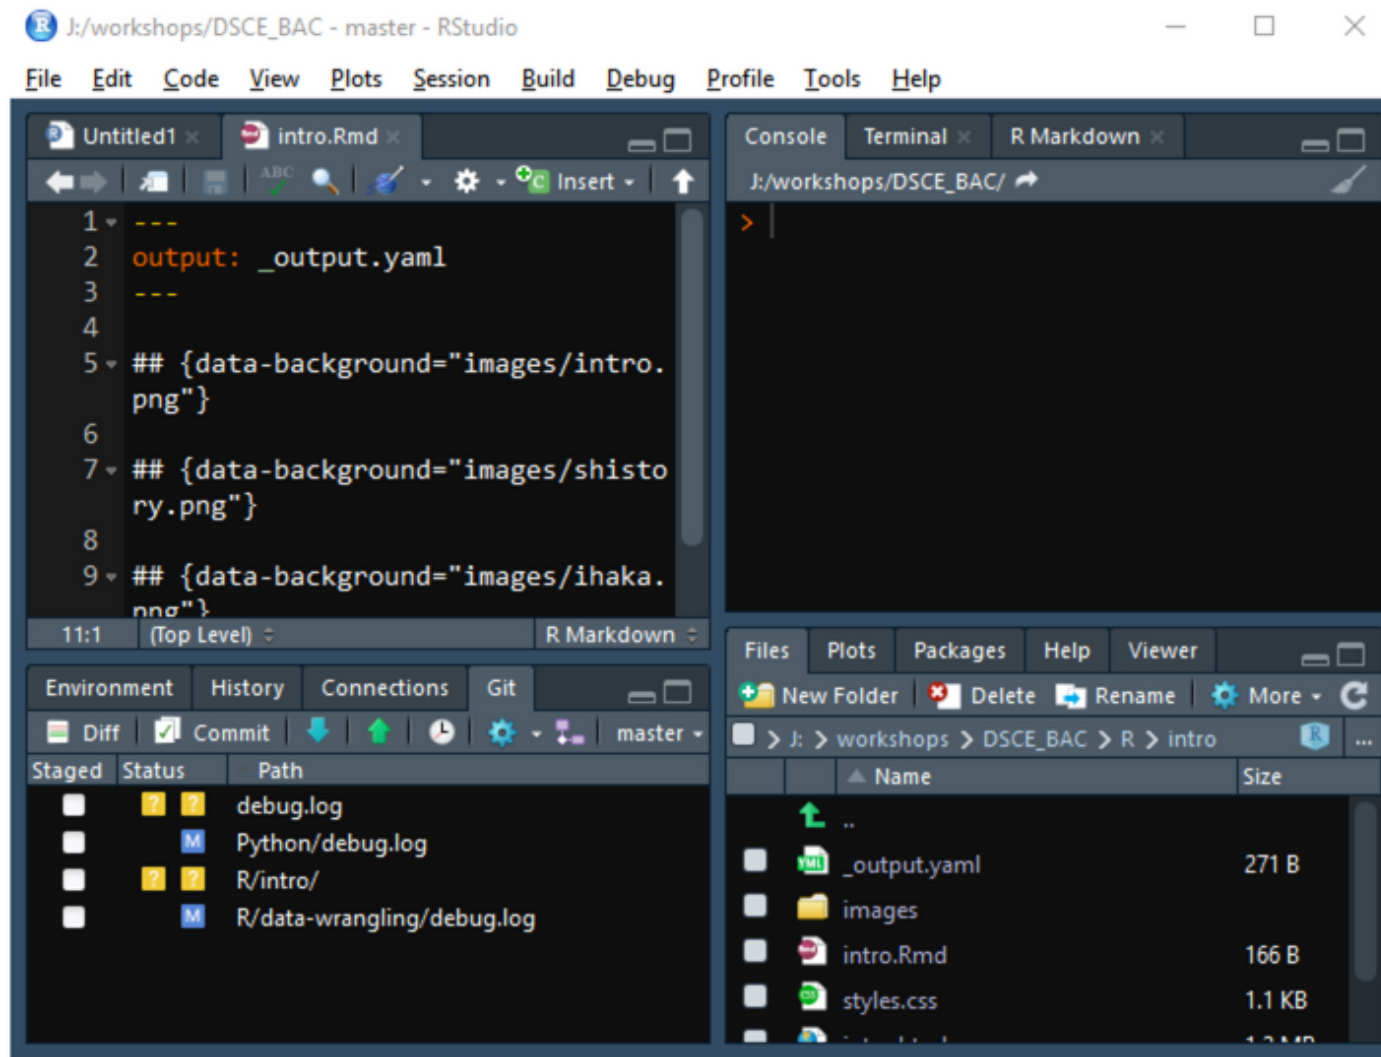 J:/workshops/DSCE_BAC - master - RStudio
File Edit Code View Plots Session Build Debug Profile Tools Help
Untitled1 intro.Rmd
ABC Insert
1 ---
2 output: _output.yaml
3 ---
4
5 ## {data-background="images/intro.
png"}
6
7 ## {data-background="images/shisto
ry.png"}
8
9 ## {data-background="images/ihaka.
png"}
11:1 (Top Level) R Markdown
Console Terminal R Markdown
J:/workshops/DSCE_BAC/
>
Environment History Connections Git
Diff Commit master
Staged Status Path
? ? debug.log
M Python/debug.log
? ? R/intro/
M R/data-wrangling/debug.log
Files Plots Packages Help Viewer
New Folder Delete Rename More
J: > workshops > DSCE_BAC > R > intro ...
Name Size
..
_output.yaml 271 B
images
intro.Rmd 166 B
styles.css 1.1 KB